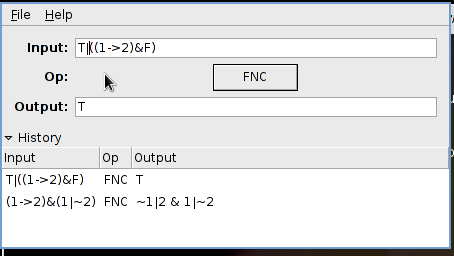 File Help
Input: T|((1->2)&F)
Op: FNC
Output: T
History
Input Op Output
T|((1->2)&F) FNC T
(1->2)&(1|~2) FNC ~1|2 & 1|~2